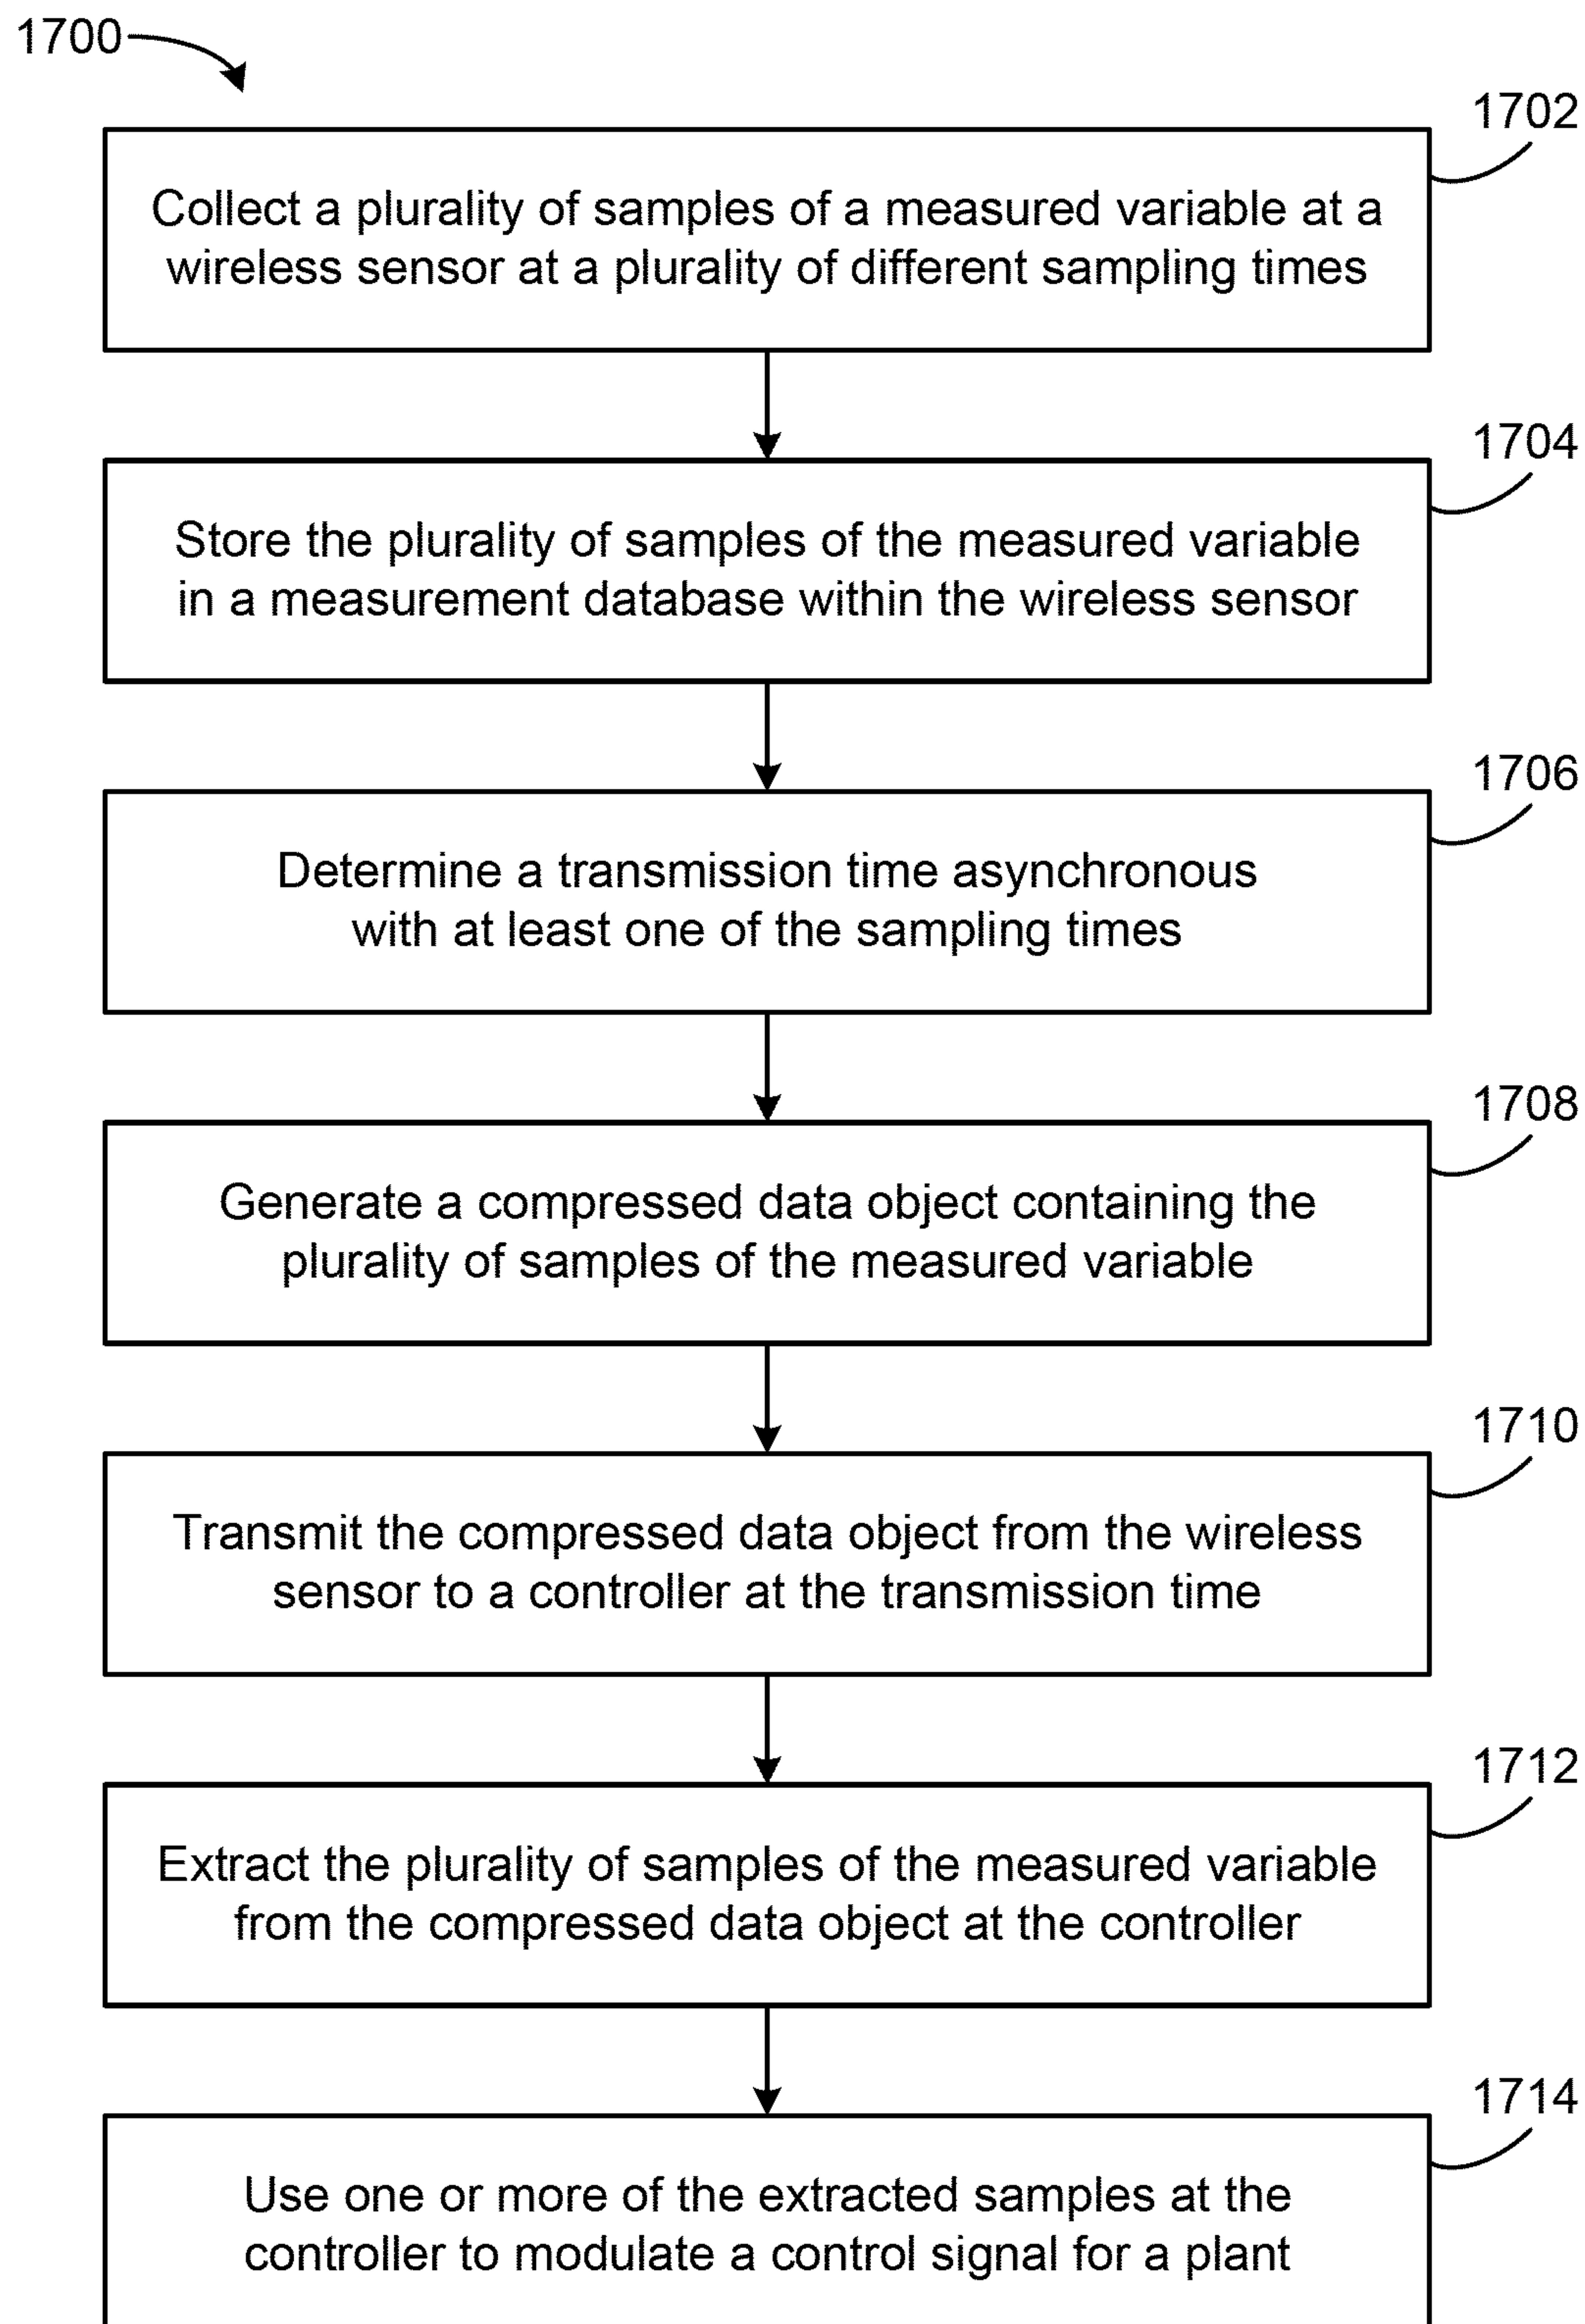 1700
1702
Collect a plurality of samples of a measured variable at a
wireless sensor at a plurality of different sampling times
1704
Store the plurality of samples of the measured variable
in a measurement database within the wireless sensor
1706
Determine a transmission time asynchronous
with at least one of the sampling times
1708
Generate a compressed data object containing the
plurality of samples of the measured variable
1710
Transmit the compressed data object from the wireless
sensor to a controller at the transmission time
1712
Extract the plurality of samples of the measured variable
from the compressed data object at the controller
1714
Use one or more of the extracted samples at the
controller to modulate a control signal for a plant